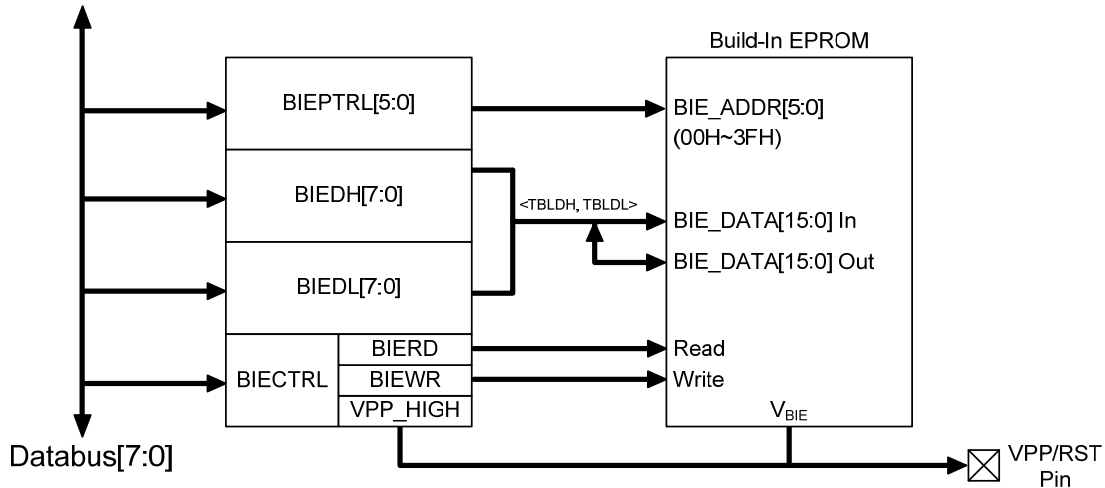 Build-In EPROM
BIEPTRL[5:0]
BIE_ADDR[5:0]
(00H~3FH)
BIEDH[7:0]
<TBLDH, TBLDL>
BIE_DATA[15:0] In
BIE_DATA[15:0] Out
BIEDL[7:0]
BIECTRL
BIERD
Read
BIEWR
Write
VPP_HIGH
VBIE
Databus[7:0]
VPP/RST
Pin